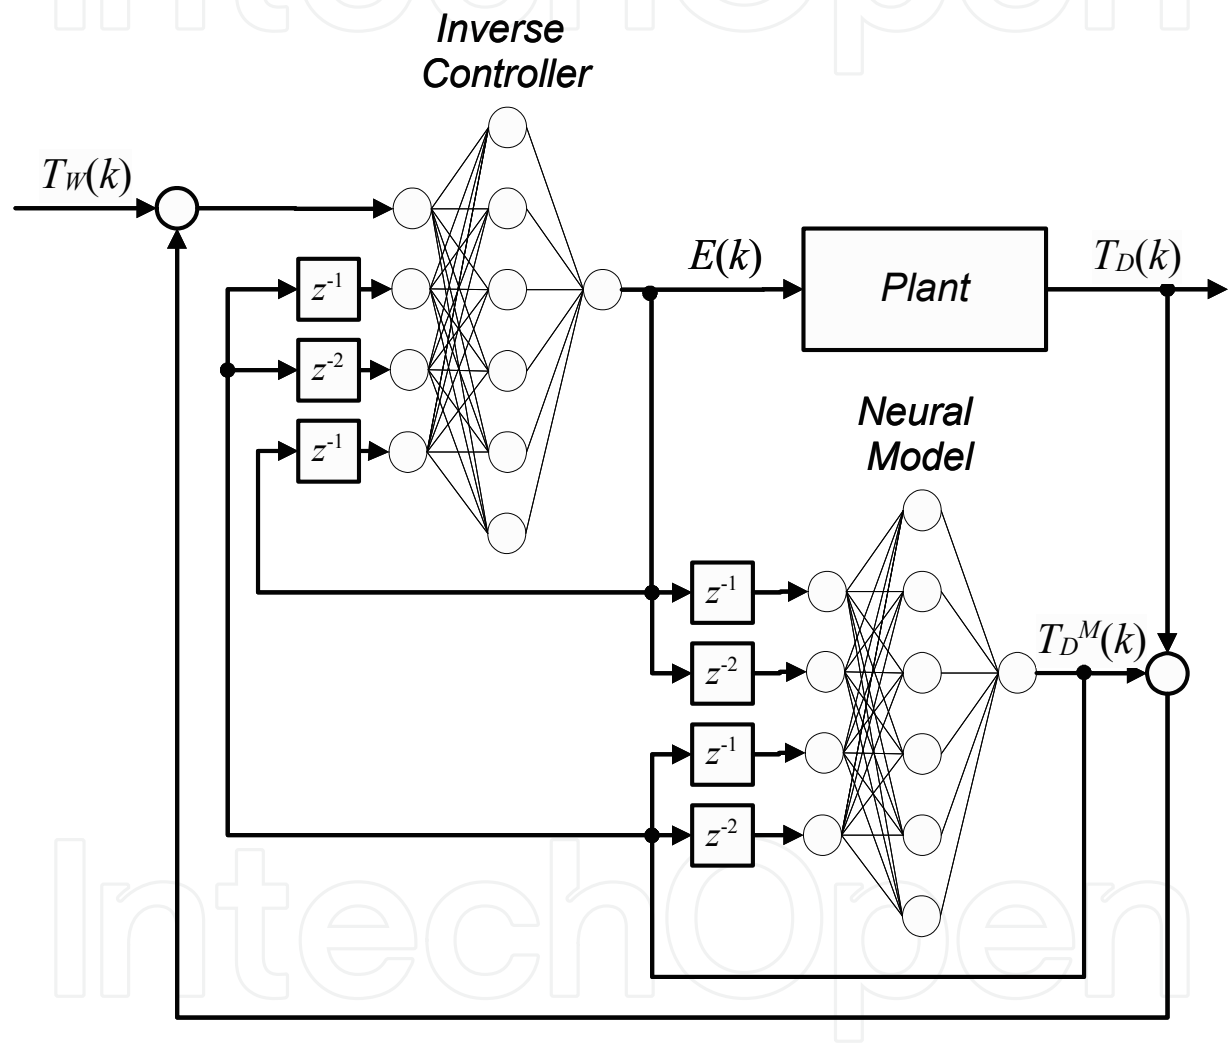 IntechOpen
Inverse
Controller
T_W(k)
z^-1
z^-2
z^-1
E(k)
Plant
T_D(k)
Neural
Model
z^-1
z^-2
z^-1
z^-2
T_D^M(k)
IntechOpen